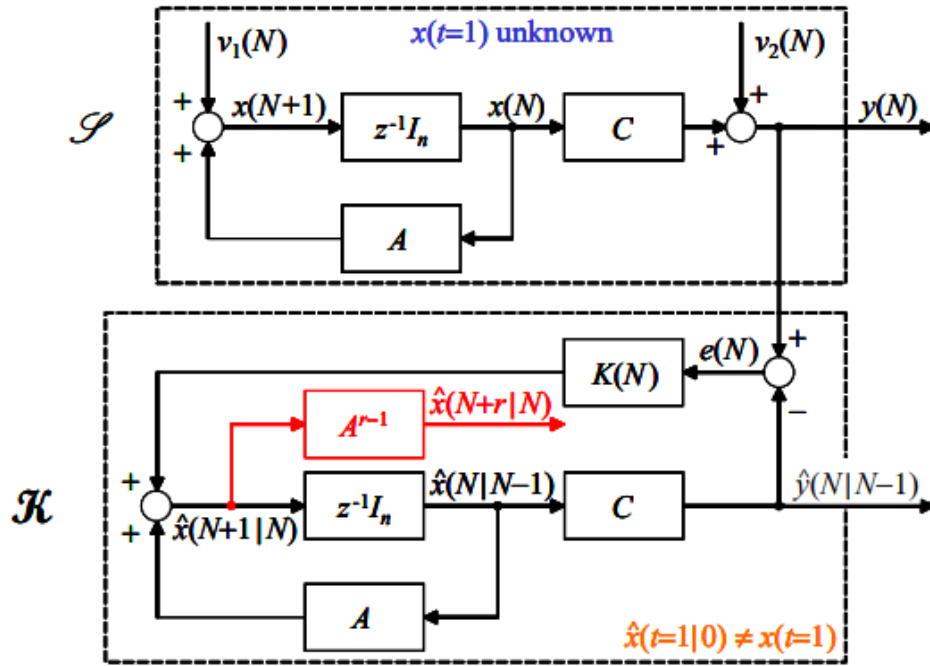 v₁(N)
x(t=1) unknown
v₂(N)
+
x(N+1)
x(N)
+
y(N)
𝒮
z⁻¹Iₙ
C
+
+
A
+
e(N)
K(N)
x̂(N+r|N)
Aʳ⁻¹
−
+
x̂(N|N−1)
ŷ(N|N−1)
𝒦
z⁻¹Iₙ
C
+
x̂(N+1|N)
A
x̂(t=1|0) ≠ x(t=1)